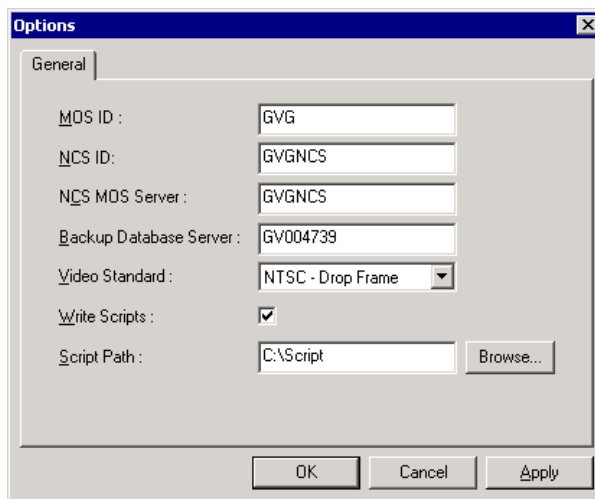 Options
General
MOS ID : GVG
NCS ID: GVGNCS
NCS MOS Server : GVGNCS
Backup Database Server : GV004739
Video Standard : NTSC - Drop Frame
Write Scripts :
Script Path : C:\Script Browse...
OK Cancel Apply